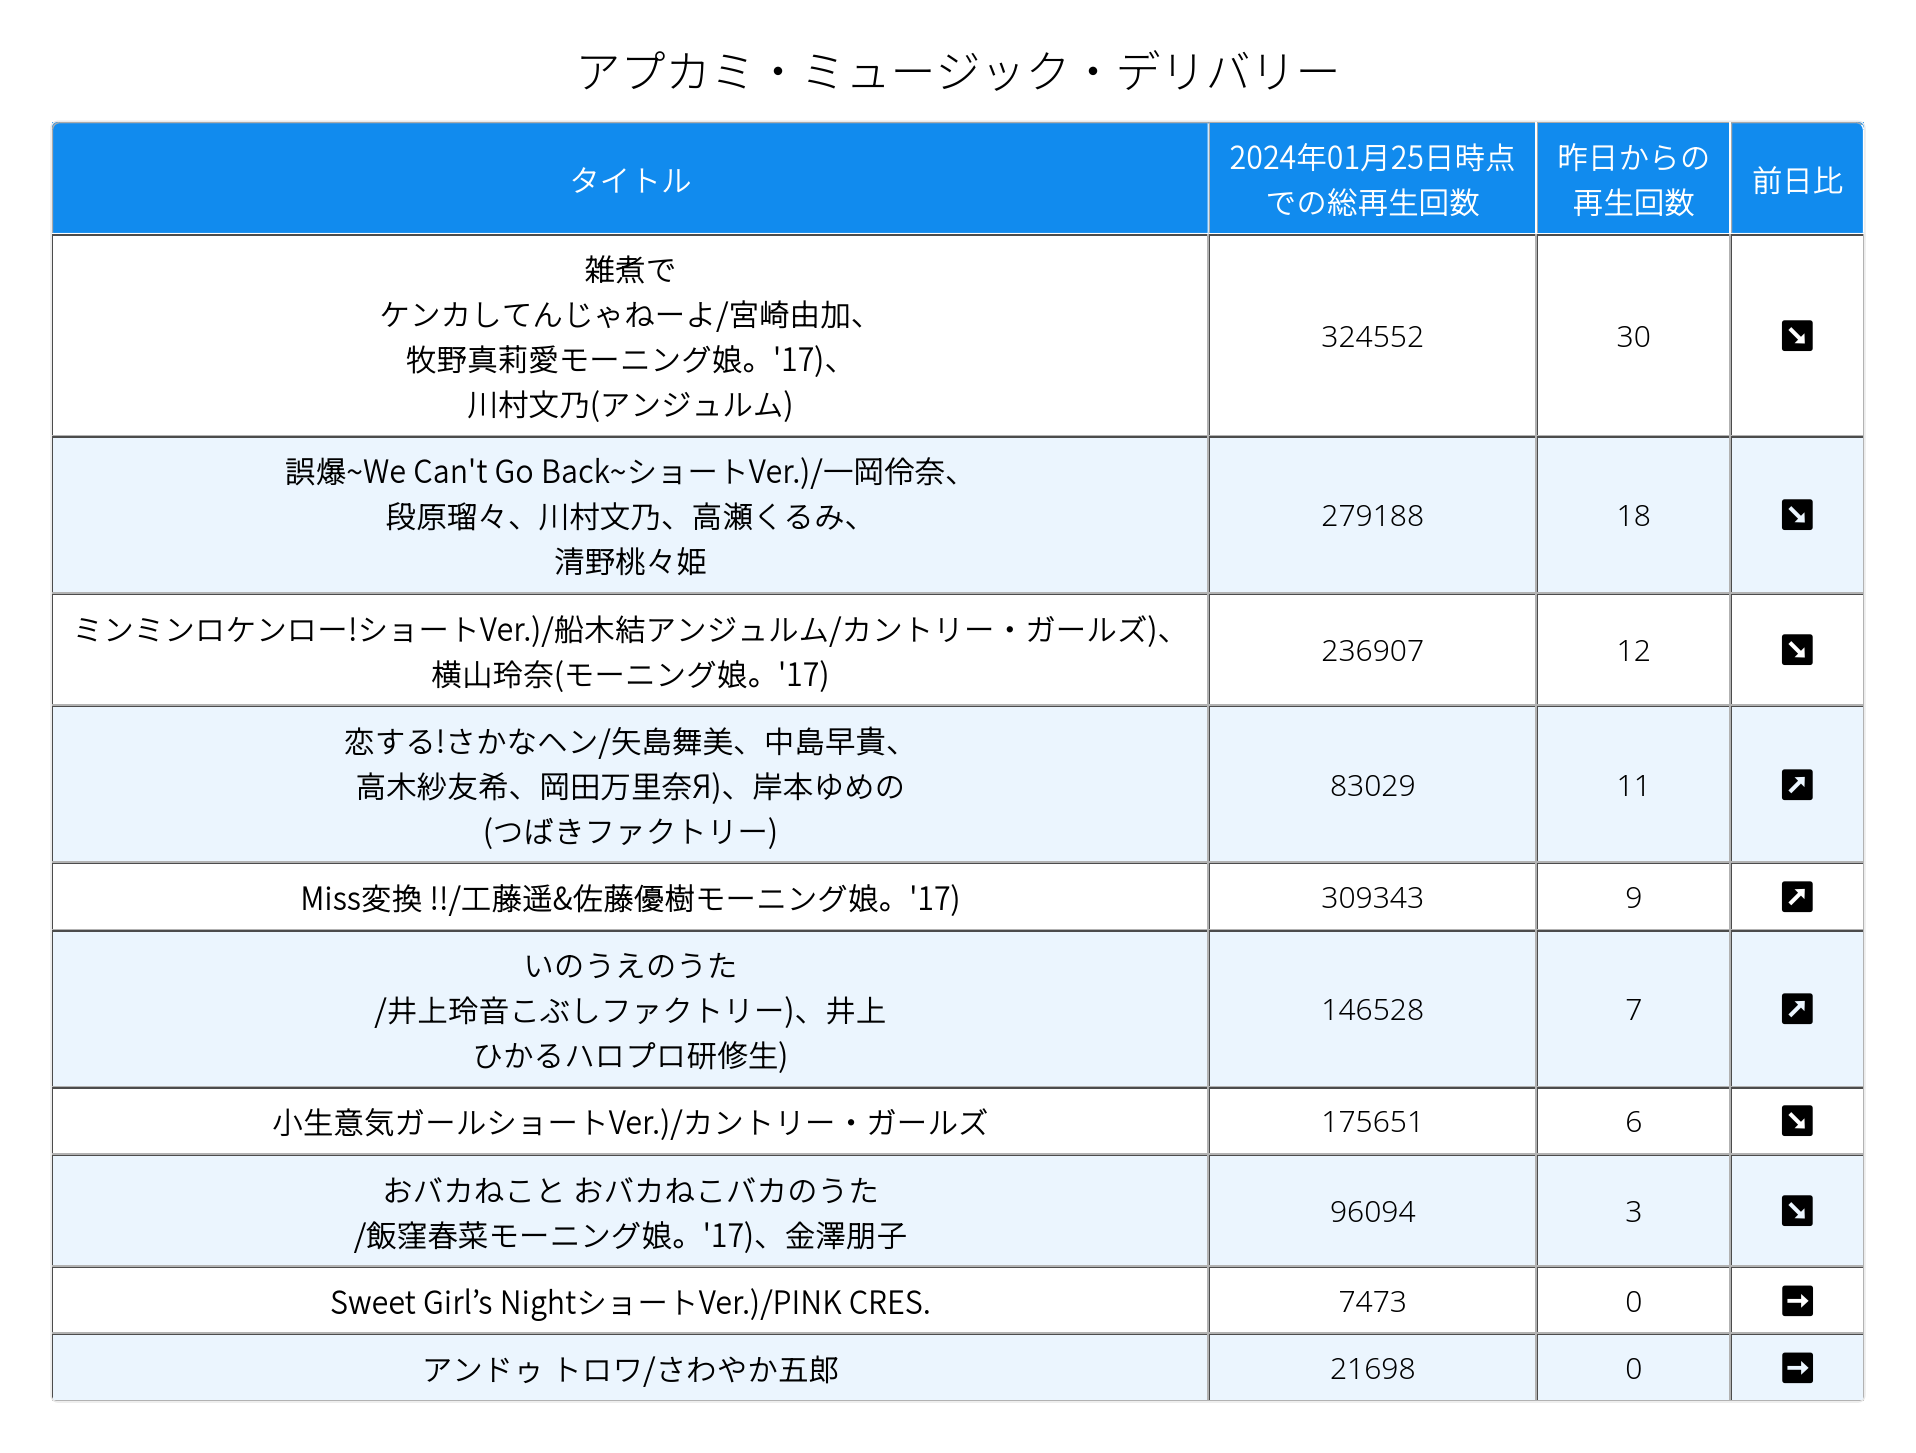 アプカミ・ミュージック・デリバリー
タイトル
2024年01月25日時点
での総再生回数
昨日からの
再生回数
前日比
雑煮で
ケンカしてんじゃねーよ/宮崎由加、
牧野真莉愛モーニング娘。'17)、
川村文乃(アンジュルム)
324552
30
誤爆~We Can't Go Back~ショートVer.)/一岡伶奈、
段原瑠々、川村文乃、高瀬くるみ、
清野桃々姫
279188
18
ミンミンロケンロー!ショートVer.)/船木結アンジュルム/カントリー・ガールズ)、
横山玲奈(モーニング娘。'17)
236907
12
恋する!さかなヘン/矢島舞美、中島早貴、
高木紗友希、岡田万里奈Я)、岸本ゆめの
(つばきファクトリー)
83029
11
Miss変換 !!/工藤遥&佐藤優樹モーニング娘。'17)
309343
9
いのうえのうた
/井上玲音こぶしファクトリー)、井上
ひかるハロプロ研修生)
146528
7
小生意気ガールショートVer.)/カントリー・ガールズ
175651
6
おバカねこと おバカねこバカのうた
/飯窪春菜モーニング娘。'17)、金澤朋子
96094
3
Sweet Girl’s NightショートVer.)/PINK CRES.
7473
0
アンドゥ トロワ/さわやか五郎
21698
0